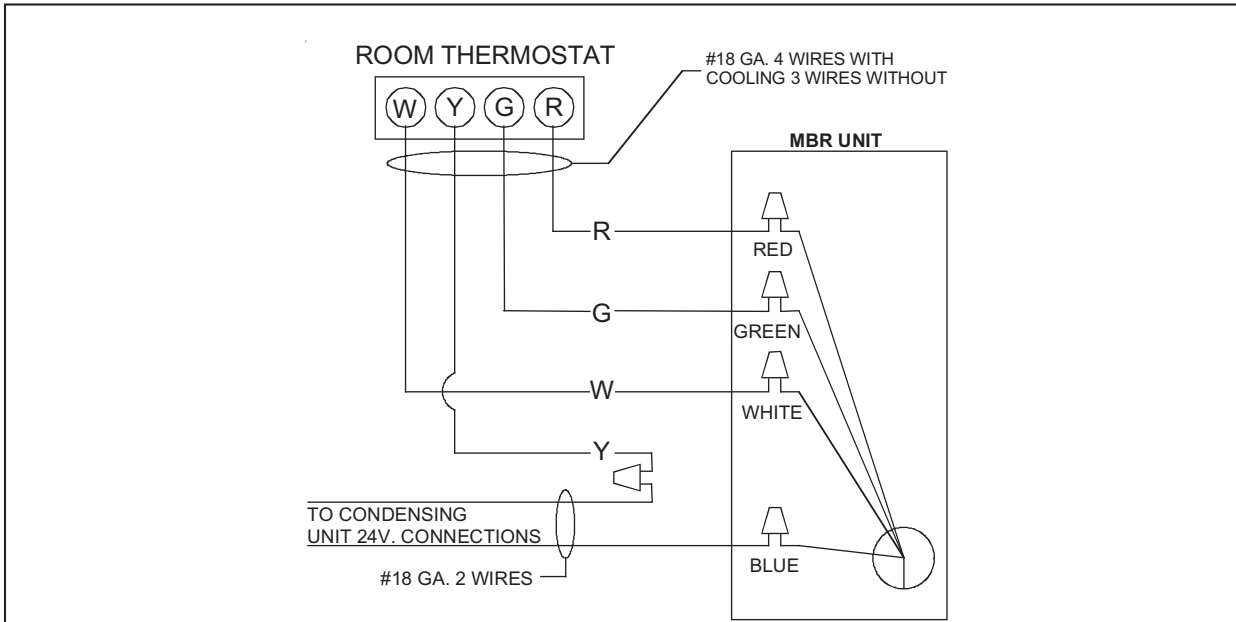 ROOM THERMOSTAT
#18 GA. 4 WIRES WITH
COOLING 3 WIRES WITHOUT
W Y G R
MBR UNIT
R
RED
G
GREEN
W
WHITE
Y
TO CONDENSING
UNIT 24V. CONNECTIONS
BLUE
#18 GA. 2 WIRES